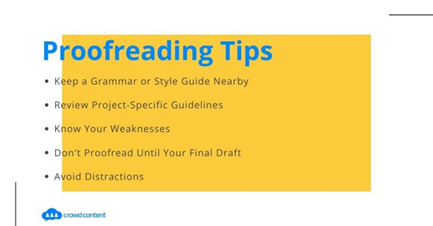 Proofreading Tips
Keep a Grammar or Style Guide Nearby
Review Project-Specific Guidelines
Know Your Weaknesses
Don't Proofread Until Your Final Draft
Avoid Distractions
crowdcontent